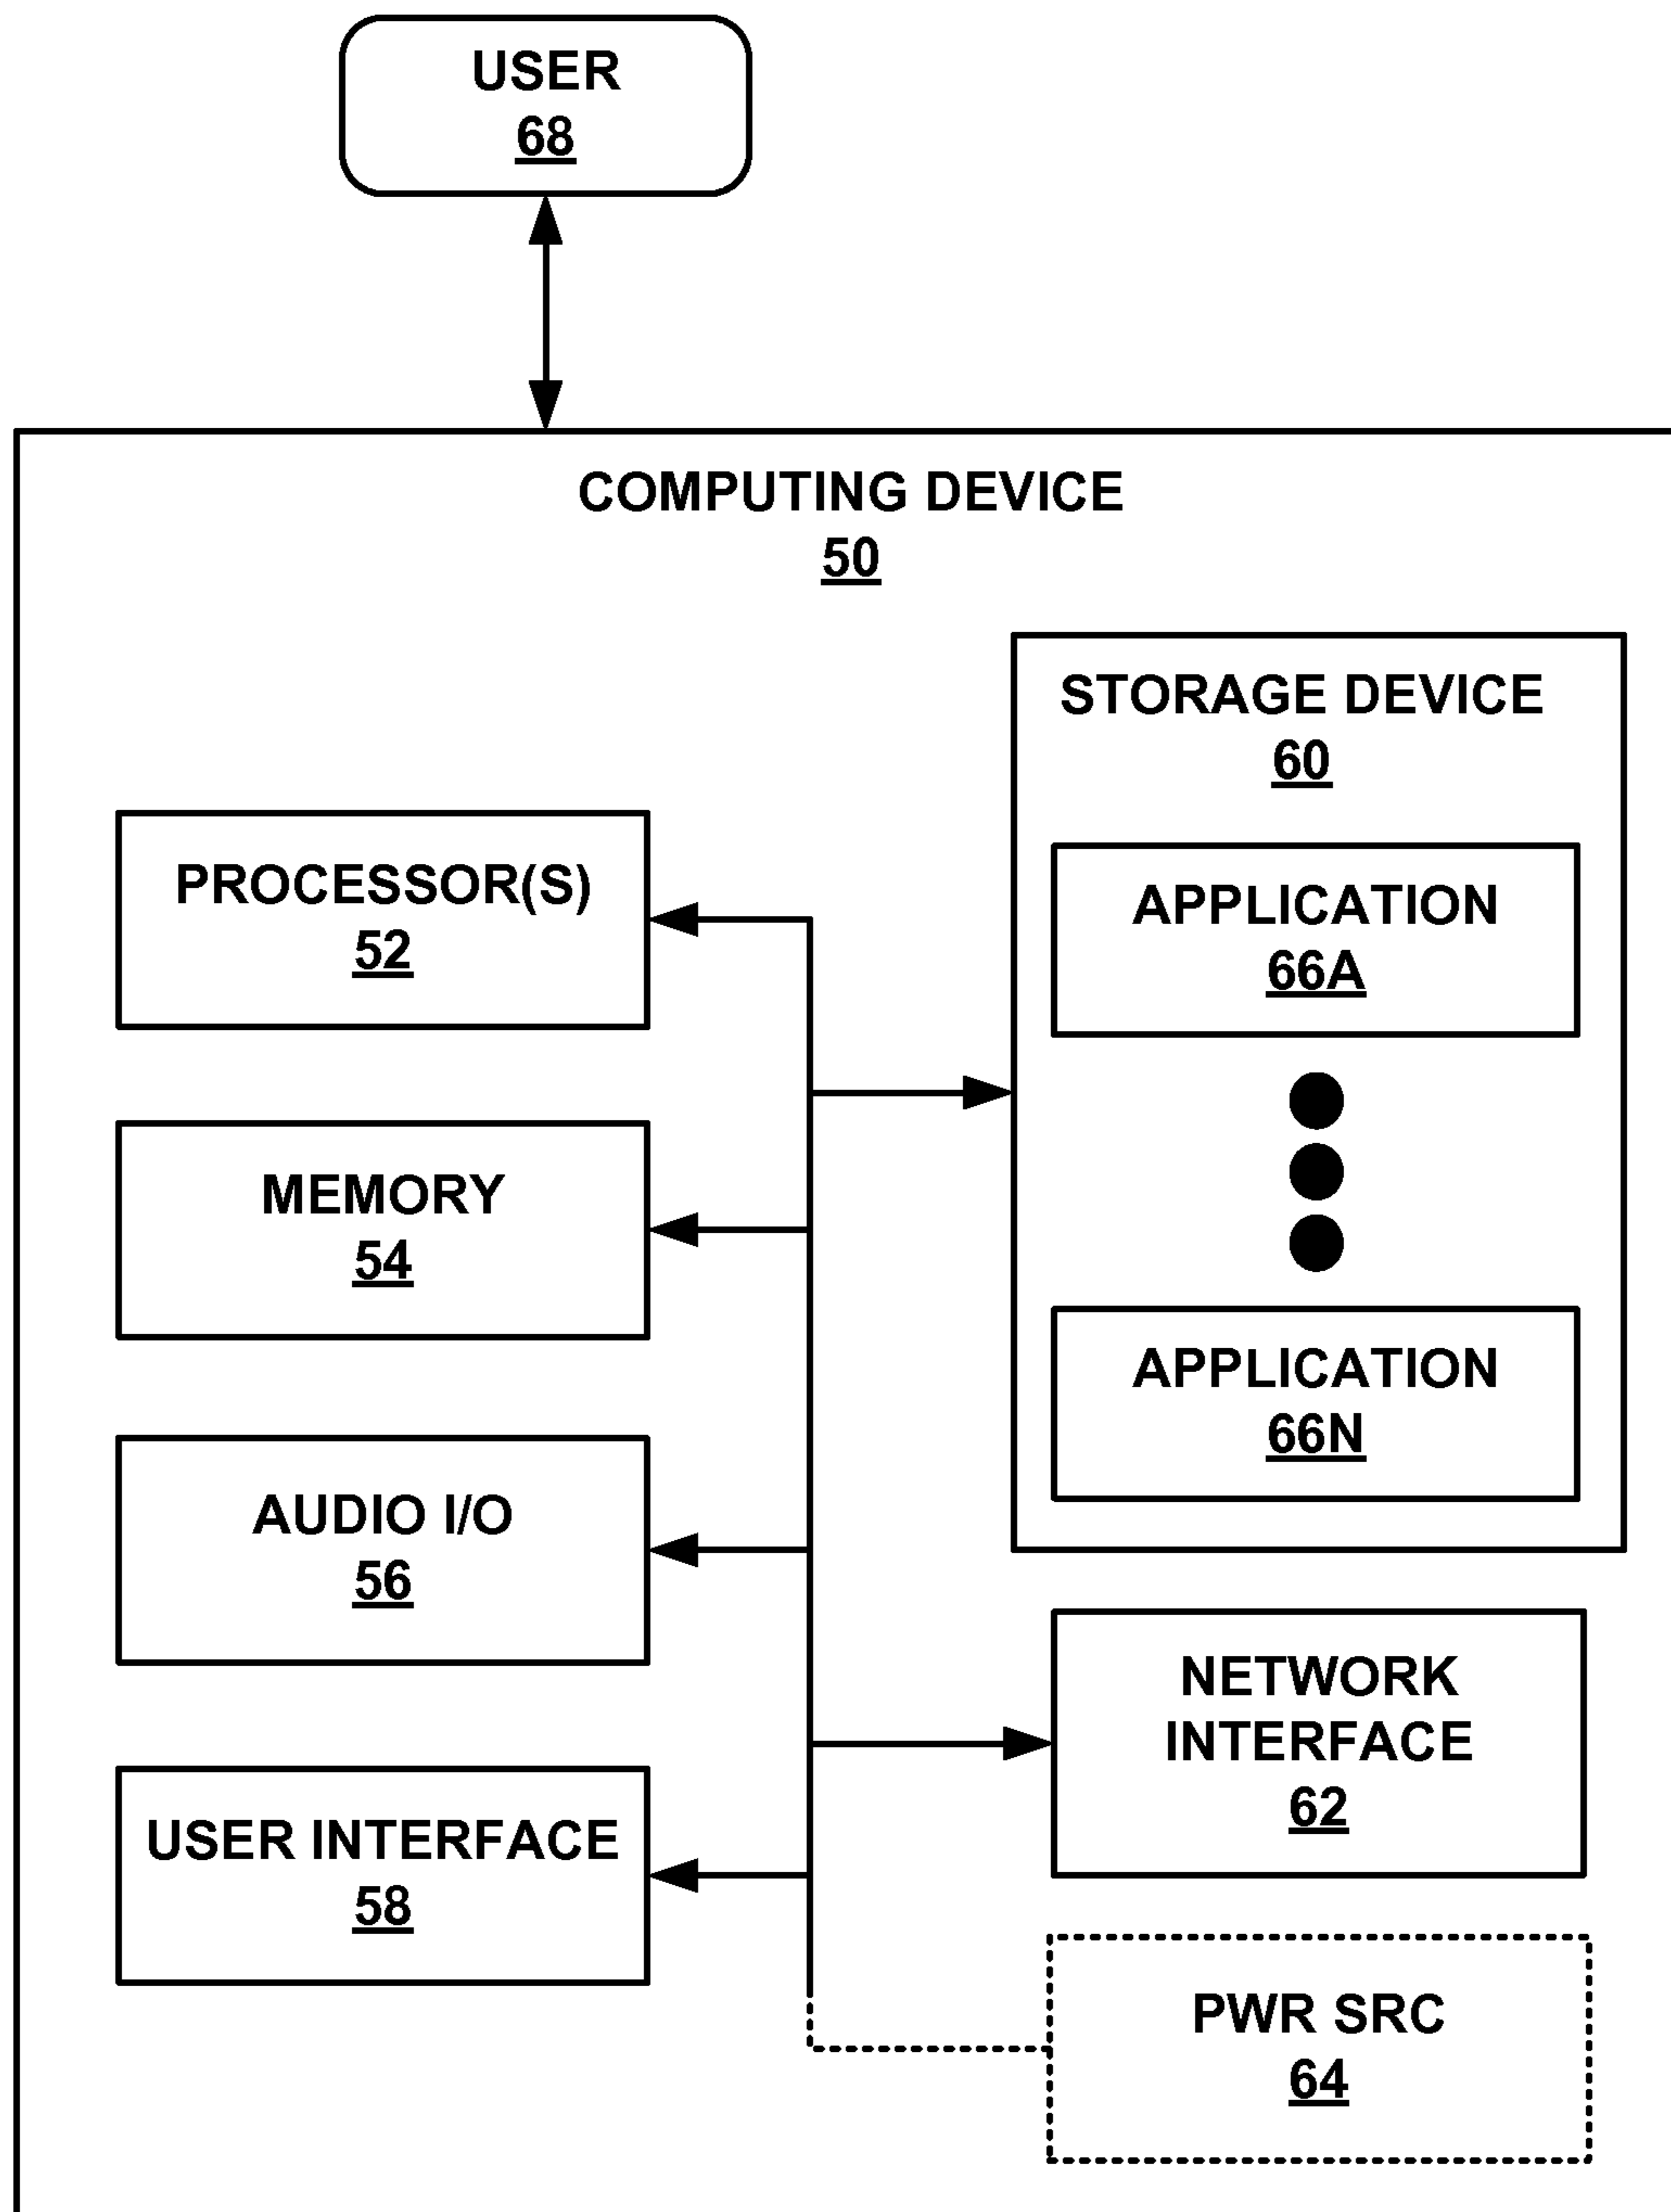 USER
68
COMPUTING DEVICE
50
STORAGE DEVICE
60
PROCESSOR(S)
52
APPLICATION
66A
MEMORY
54
APPLICATION
66N
AUDIO I/O
56
NETWORK
INTERFACE
62
USER INTERFACE
58
PWR SRC
64